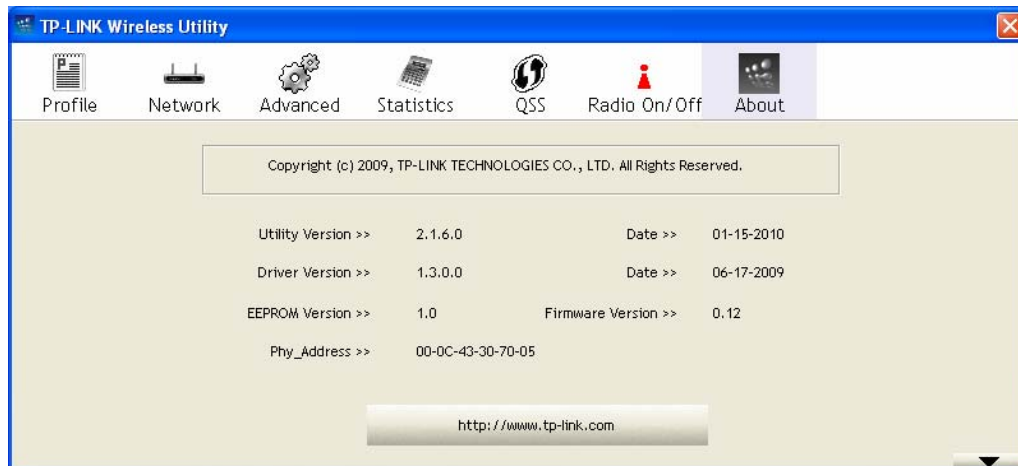 TP-LINK Wireless Utility
Profile Network Advanced Statistics QSS Radio On/Off About
Copyright (c) 2009, TP-LINK TECHNOLOGIES CO., LTD. All Rights Reserved.
Utility Version >> 2.1.6.0 Date >> 01-15-2010
Driver Version >> 1.3.0.0 Date >> 06-17-2009
EEPROM Version >> 1.0 Firmware Version >> 0.12
Phy_Address >> 00-0C-43-30-70-05
http://www.tp-link.com